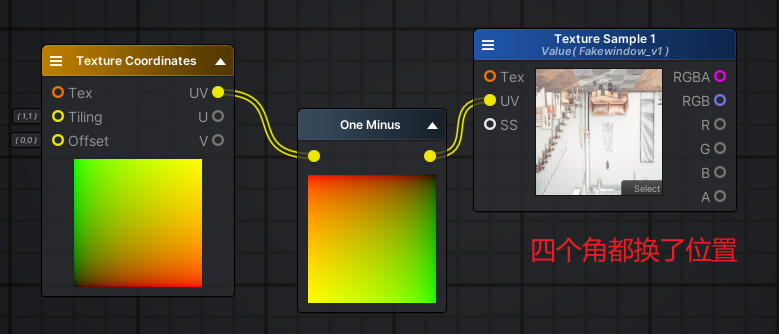 Texture Coordinates
Tex
UV
Tiling
U
Offset
V
( 1,1 )
( 0,0 )
One Minus
Texture Sample 1
Value( Fakewindow_v1 )
Tex
UV
SS
RGBA
RGB
R
G
B
A
Select
四个角都换了位置